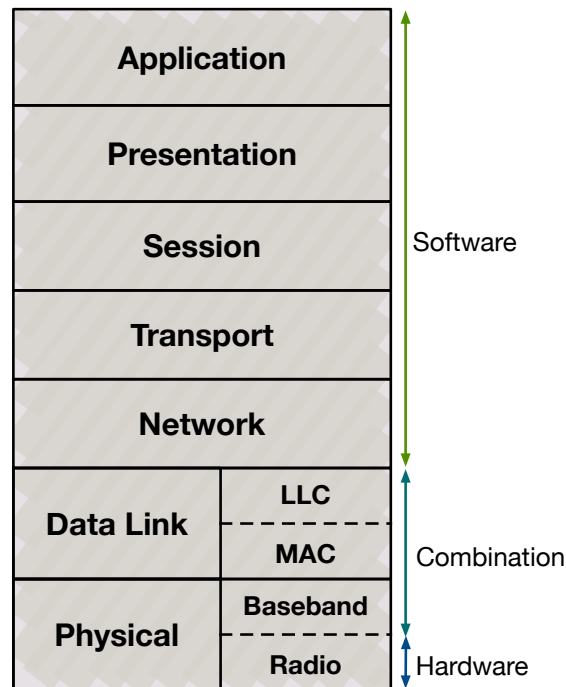 Application
Presentation
Session
Software
Transport
Network
Data Link
LLC
MAC
Combination
Physical
Baseband
Radio
Hardware